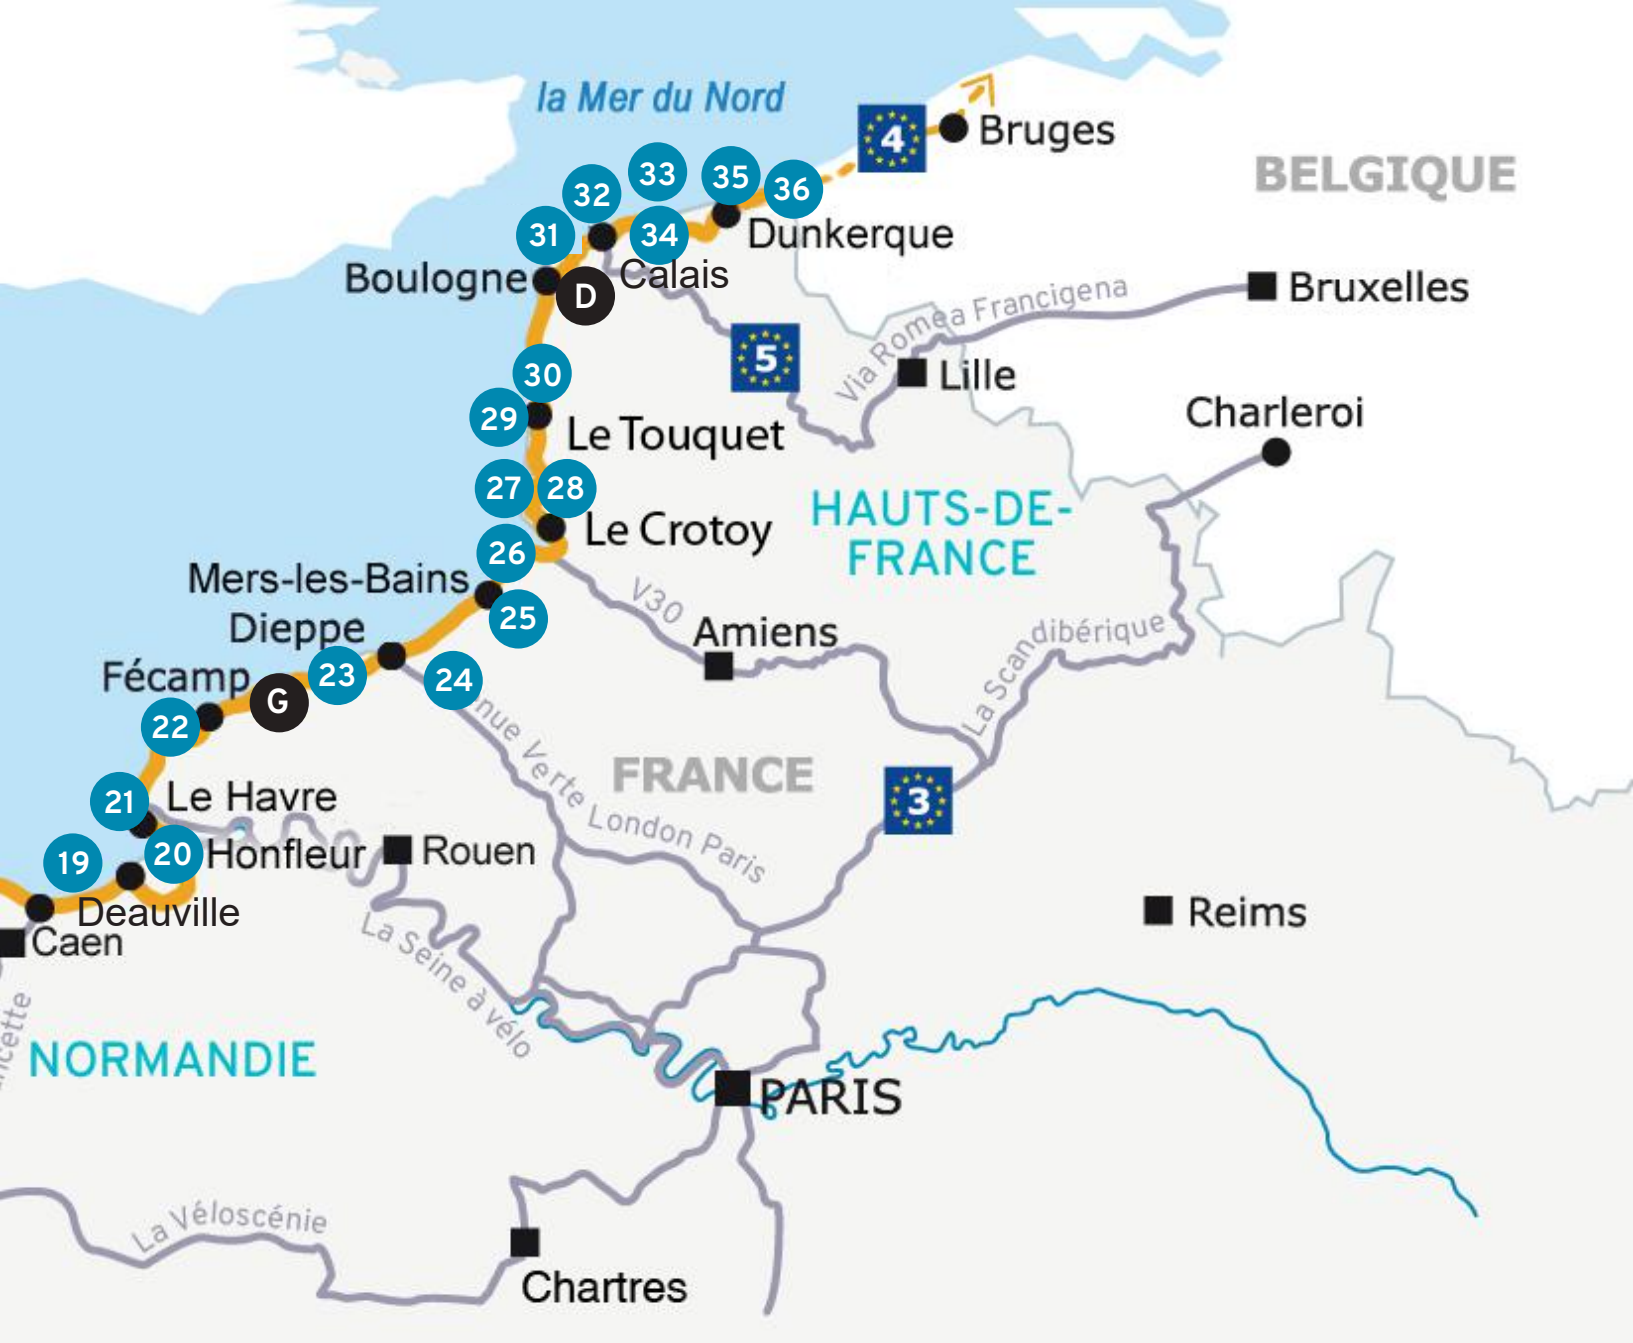 la Mer du Nord
4
Bruges
BELGIQUE
33
35
36
32
31
34
Dunkerque
Boulogne
D
Calais
Bruxelles
Via Romea Francigena
5
Lille
30
29
Le Touquet
Charleroi
27
28
HAUTS-DE-
FRANCE
Le Crotoy
26
Mers-les-Bains
V30
25
Dieppe
Amiens
La Scandibérique
Fécamp
23
24
G
22
nue Verte London Paris
FRANCE
3
21
Le Havre
19
20
Honfleur
Rouen
Deauville
Caen
La Seine à vélo
Reims
NORMANDIE
PARIS
La Véloscénie
Chartres